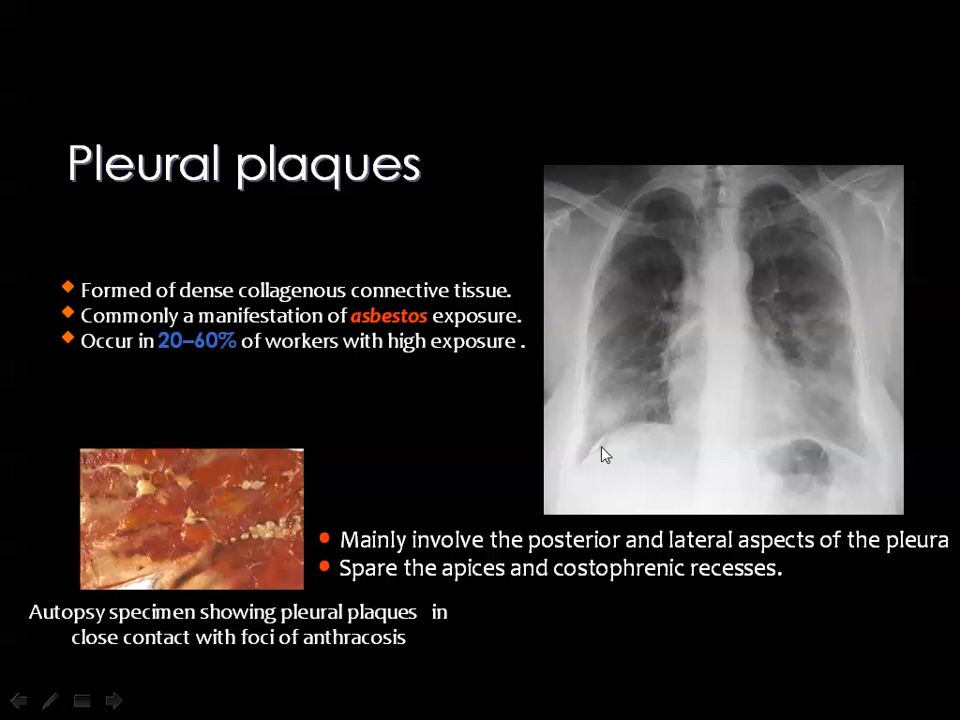 Pleural plaques
Formed of dense collagenous connective tissue.
Commonly a manifestation of asbestos exposure.
Occur in 20–60% of workers with high exposure .
Mainly involve the posterior and lateral aspects of the pleura
Spare the apices and costophrenic recesses.
Autopsy specimen showing pleural plaques in
close contact with foci of anthracosis